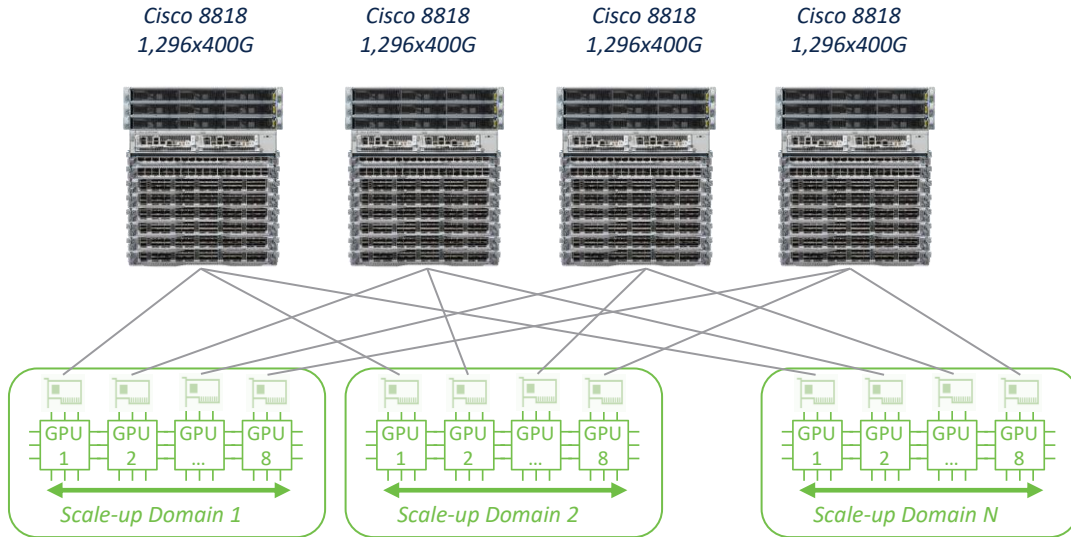 Cisco 8818
1,296x400G
Cisco 8818
1,296x400G
Cisco 8818
1,296x400G
Cisco 8818
1,296x400G
GPU
1
GPU
2
GPU
...
GPU
8
Scale-up Domain 1
GPU
1
GPU
2
GPU
...
GPU
8
Scale-up Domain 2
GPU
1
GPU
2
GPU
...
GPU
8
Scale-up Domain N